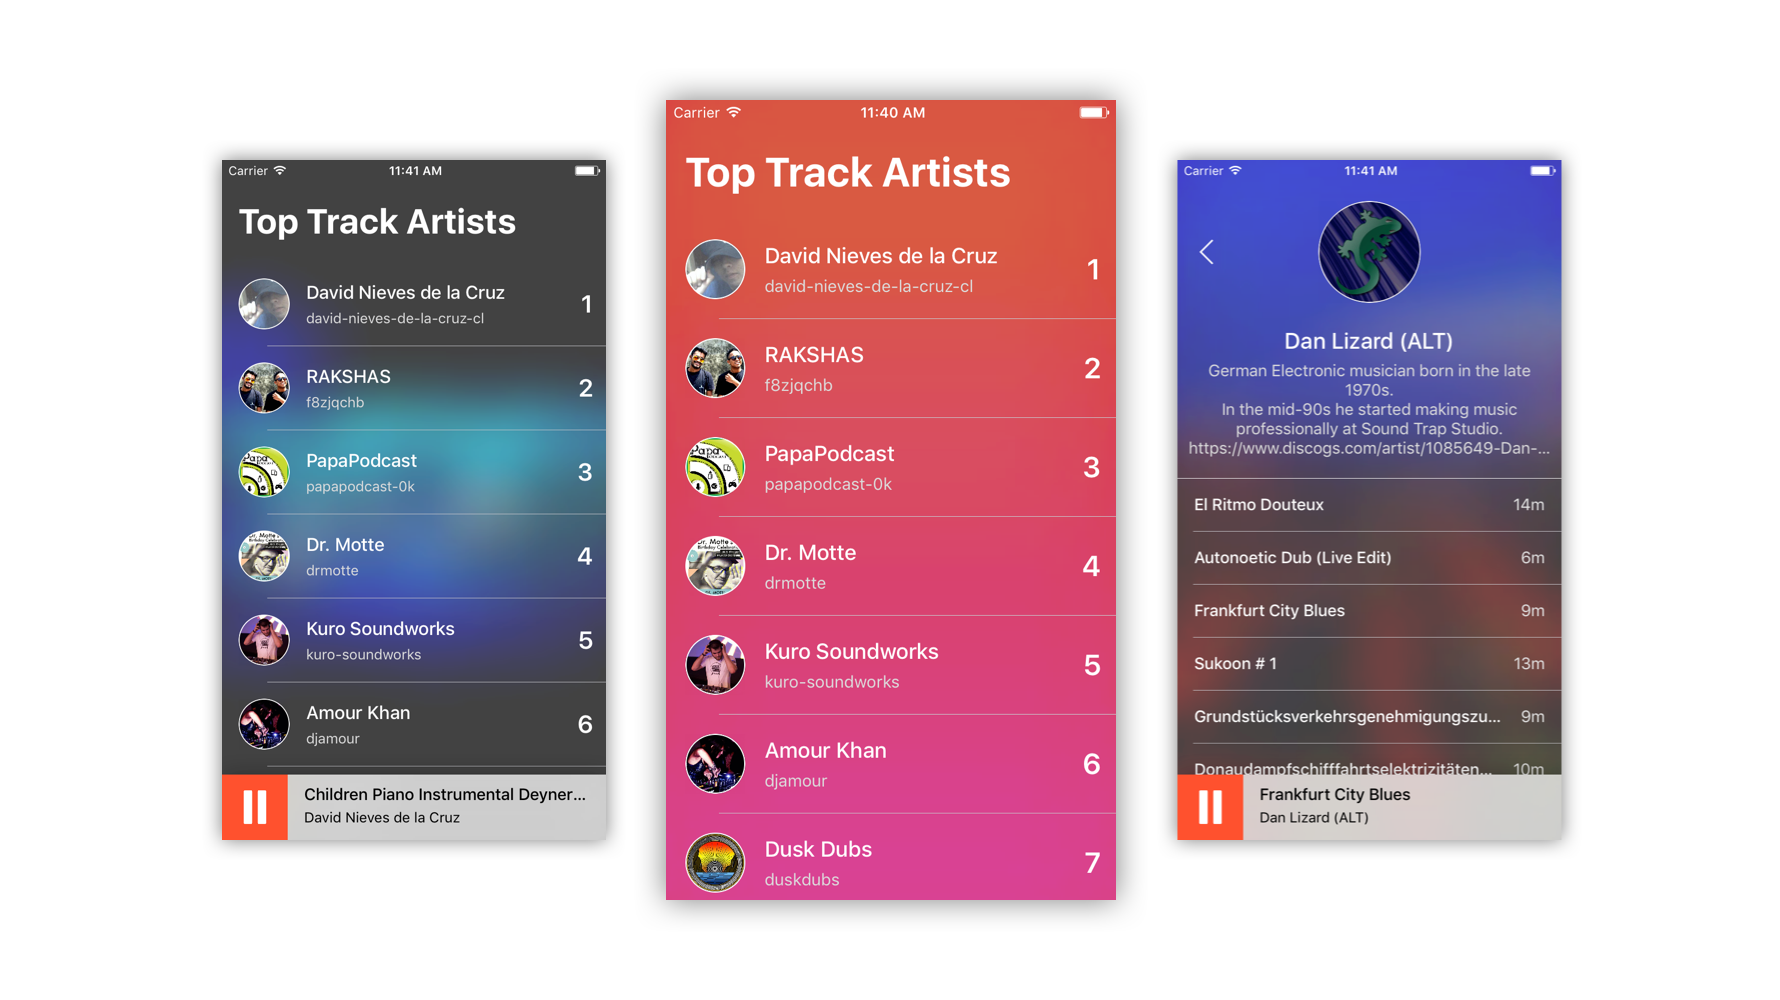 Carrier 11:41 AM
Top Track Artists
David Nieves de la Cruz
david-nieves-de-la-cruz-cl
1
RAKSHAS
f8zjqchb
2
PapaPodcast
papapodcast-0k
3
Dr. Motte
drmotte
4
Kuro Soundworks
kuro-soundworks
5
Amour Khan
djamour
6
Children Piano Instrumental Deyner...
David Nieves de la Cruz
Carrier 11:40 AM
Top Track Artists
David Nieves de la Cruz
david-nieves-de-la-cruz-cl
1
RAKSHAS
f8zjqchb
2
PapaPodcast
papapodcast-0k
3
Dr. Motte
drmotte
4
Kuro Soundworks
kuro-soundworks
5
Amour Khan
djamour
6
Dusk Dubs
duskdubs
7
Carrier 11:41 AM
Dan Lizard (ALT)
German Electronic musician born in the late
1970s.
In the mid-90s he started making music
professionally at Sound Trap Studio.
https://www.discogs.com/artist/1085649-Dan-...
El Ritmo Douteux 14m
Autonoetic Dub (Live Edit) 6m
Frankfurt City Blues 9m
Sukoon # 1 13m
Grundstücksverkehrsgenehmigungszu... 9m
Donaudampfschifffahrtselektrizitäten... 10m
Frankfurt City Blues
Dan Lizard (ALT)